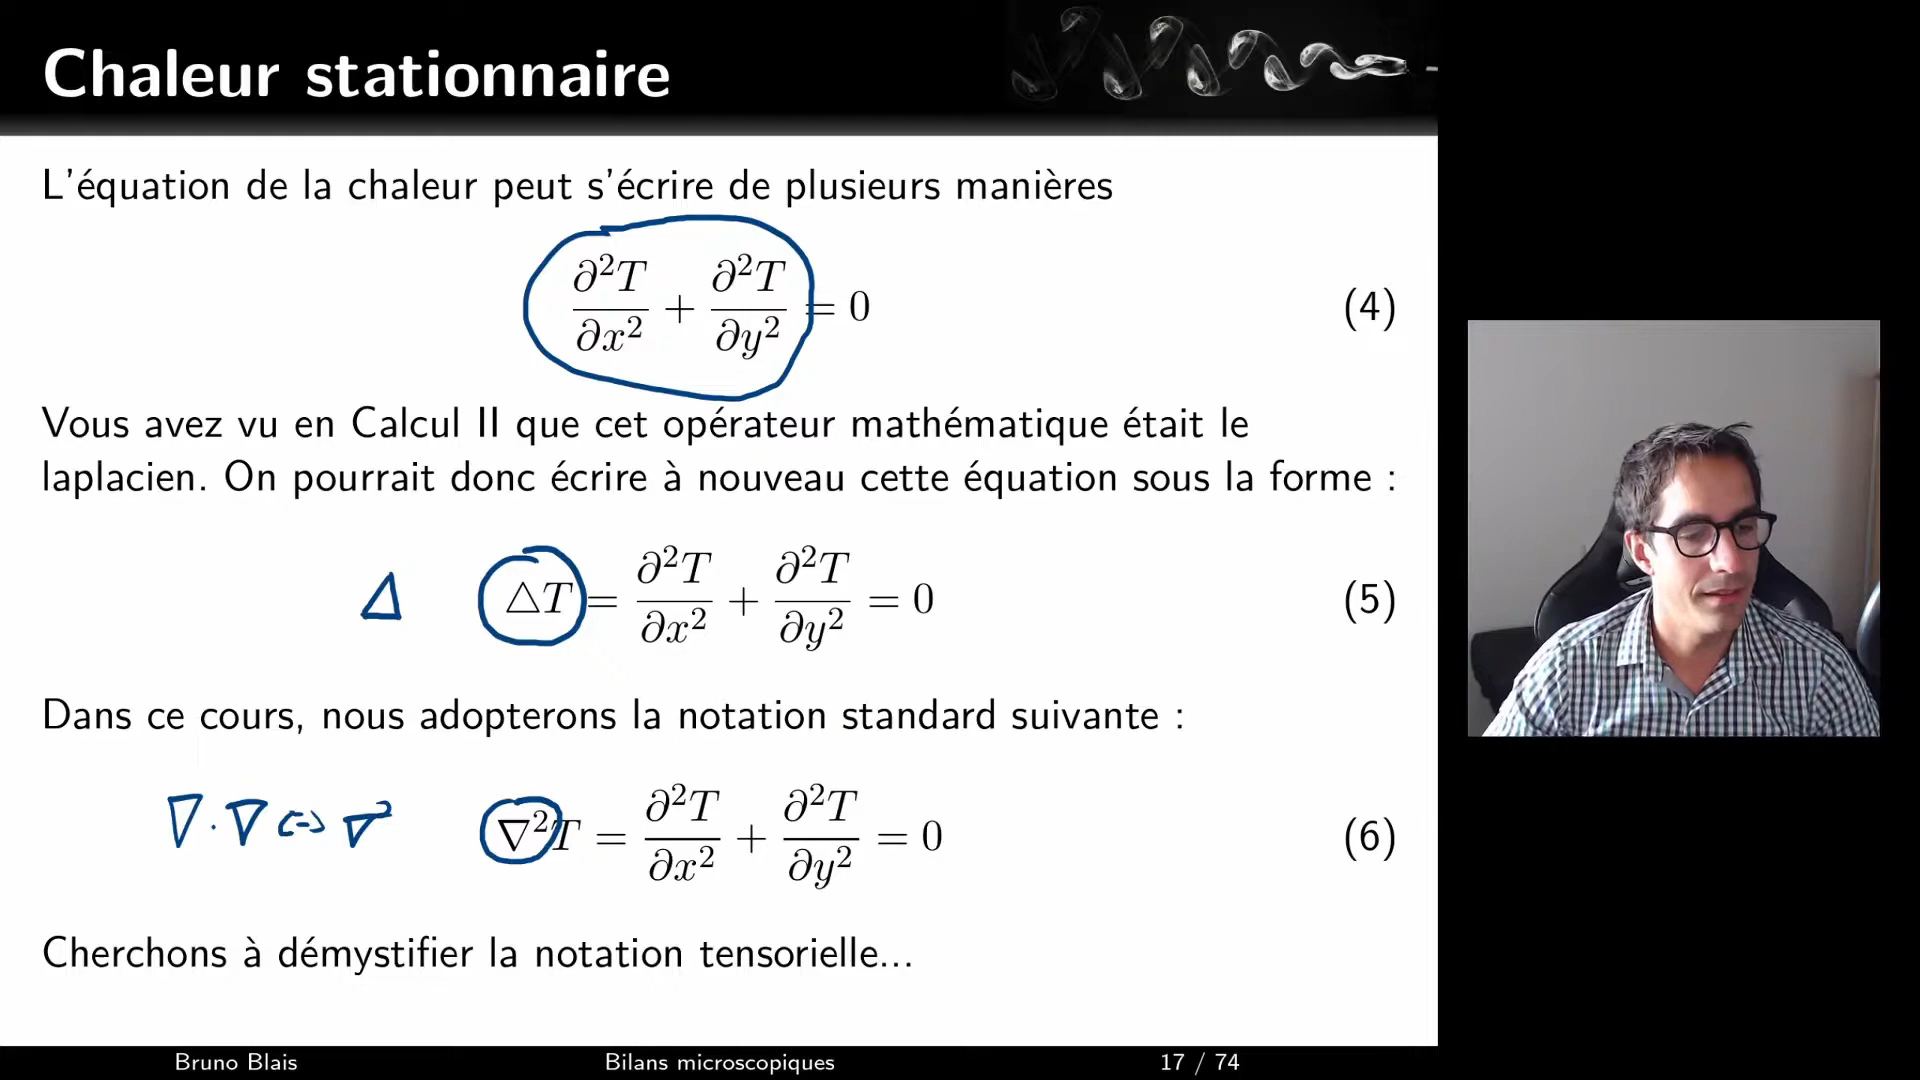 Chaleur stationnaire
L'équation de la chaleur peut s'écrire de plusieurs manières
∂²T/∂x² + ∂²T/∂y² = 0 (4)
Vous avez vu en Calcul II que cet opérateur mathématique était le
laplacien. On pourrait donc écrire à nouveau cette équation sous la forme :
Δ △T = ∂²T/∂x² + ∂²T/∂y² = 0 (5)
Dans ce cours, nous adopterons la notation standard suivante :
∇·∇ ⇔ ∇² ∇²T = ∂²T/∂x² + ∂²T/∂y² = 0 (6)
Cherchons à démystifier la notation tensorielle...
Bruno Blais Bilans microscopiques 17 / 74